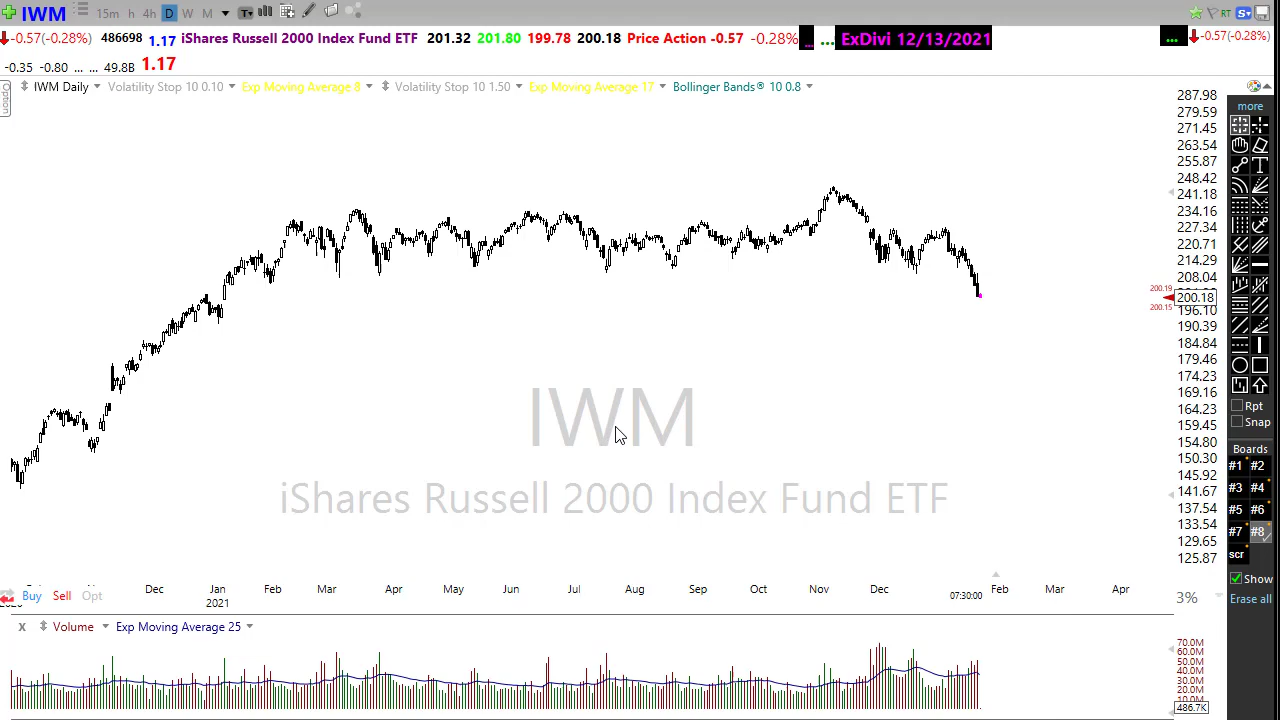 IWM 15m h 4h D W M T RT S
-0.57(-0.28%) 486698 1.17 iShares Russell 2000 Index Fund ETF 201.32 201.80 199.78 200.18 Price Action -0.57 -0.28% ... ... ExDivi 12/13/2021 ... -0.57(-0.28%)
-0.35 -0.80 ... ... 49.8B 1.17
Option
IWM Daily Volatility Stop 10 0.10 Exp Moving Average 8 Volatility Stop 10 1.50 Exp Moving Average 17 Bollinger Bands® 10 0.8
287.98
279.59
271.45
263.54
255.87
248.42
241.18
234.16
227.34
220.71
214.29
208.04
200.19
200.18
200.15
196.10
190.39
184.84
179.46
174.23
169.16
164.23
159.45
154.80
150.30
145.92
141.67
137.54
133.54
129.65
125.87
more
T
Rpt
Snap
Boards
#1 #2
#3 #4
#5 #6
#7 #8
scr
Show
Erase all
IWM
iShares Russell 2000 Index Fund ETF
Dec Jan Feb Mar Apr May Jun Jul Aug Sep Oct Nov Dec Feb Mar Apr
2021 07:30:00
Buy Sell Opt 3%
X Volume Exp Moving Average 25
70.0M
60.0M
50.0M
40.0M
30.0M
20.0M
10.0M
486.7K